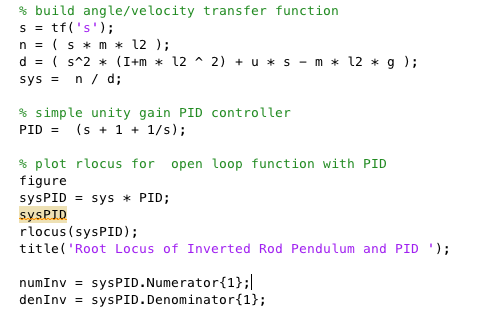 % build angle/velocity transfer function
s = tf('s');
n = ( s * m * l2 );
d = ( s^2 * (I+m * l2 ^ 2) + u * s - m * l2 * g );
sys =  n / d;
% simple unity gain PID controller
PID =  (s + 1 + 1/s);
% plot rlocus for  open loop function with PID
figure
sysPID = sys * PID;
sysPID
rlocus(sysPID);
title('Root Locus of Inverted Rod Pendulum and PID ');
numInv = sysPID.Numerator{1};
denInv = sysPID.Denominator{1};